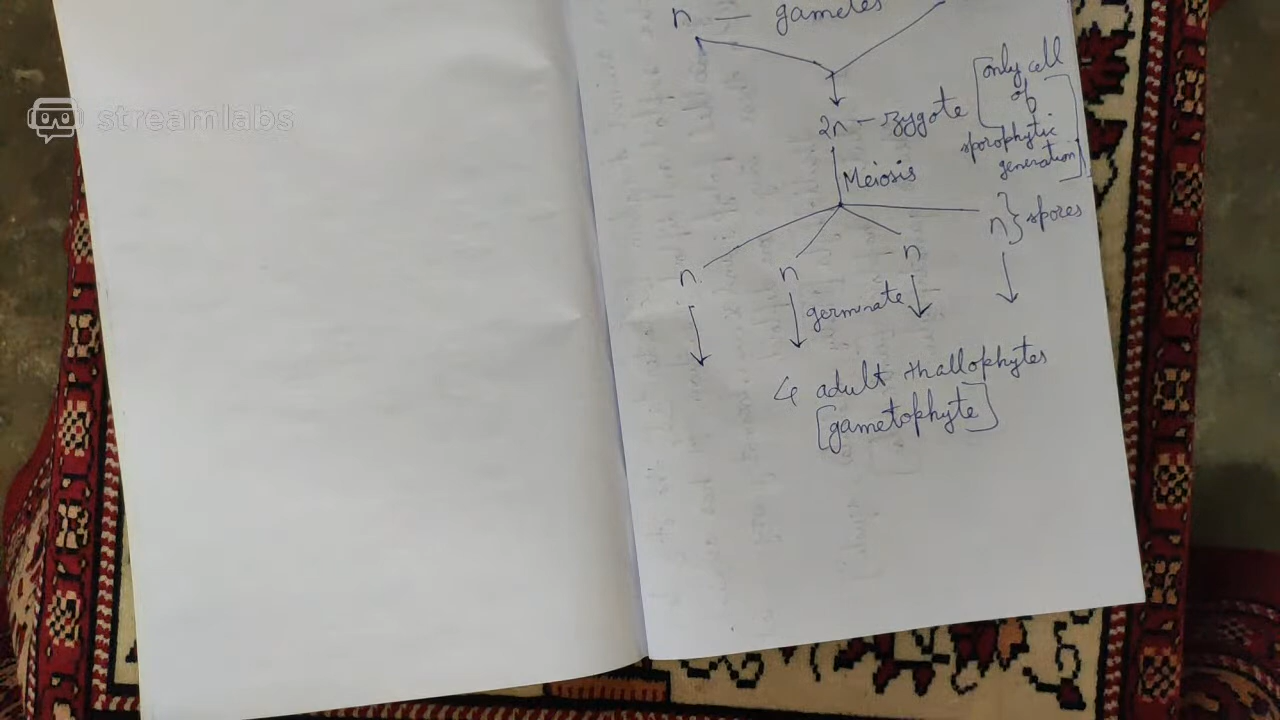 streamlabs
n — gametes
2n – zygote [only cell
of
sporophytic
generation]
Meiosis
n n n n } spores
germinate
4 adult thallophytes
[gametophyte]